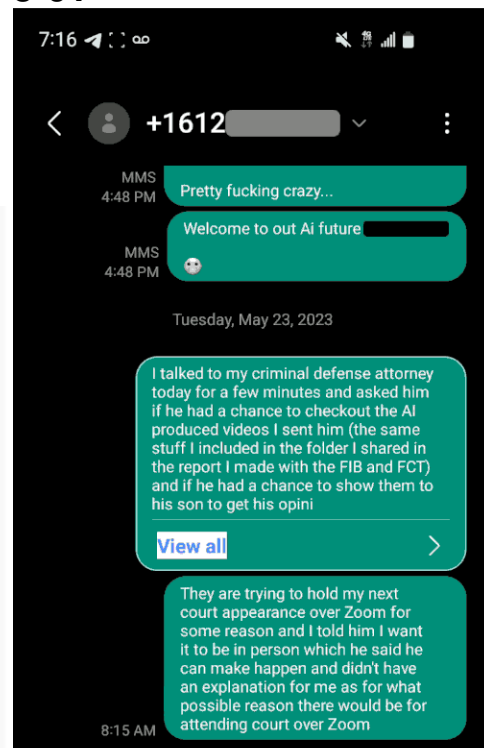 7:16
+1612
MMS
4:48 PM
Pretty fucking crazy...
Welcome to out Ai future
MMS
4:48 PM
Tuesday, May 23, 2023
I talked to my criminal defense attorney
today for a few minutes and asked him
if he had a chance to checkout the AI
produced videos I sent him (the same
stuff I included in the folder I shared in
the report I made with the FIB and FCT)
and if he had a chance to show them to
his son to get his opini
View all
They are trying to hold my next
court appearance over Zoom for
some reason and I told him I want
it to be in person which he said he
can make happen and didn't have
an explanation for me as for what
possible reason there would be for
attending court over Zoom
8:15 AM